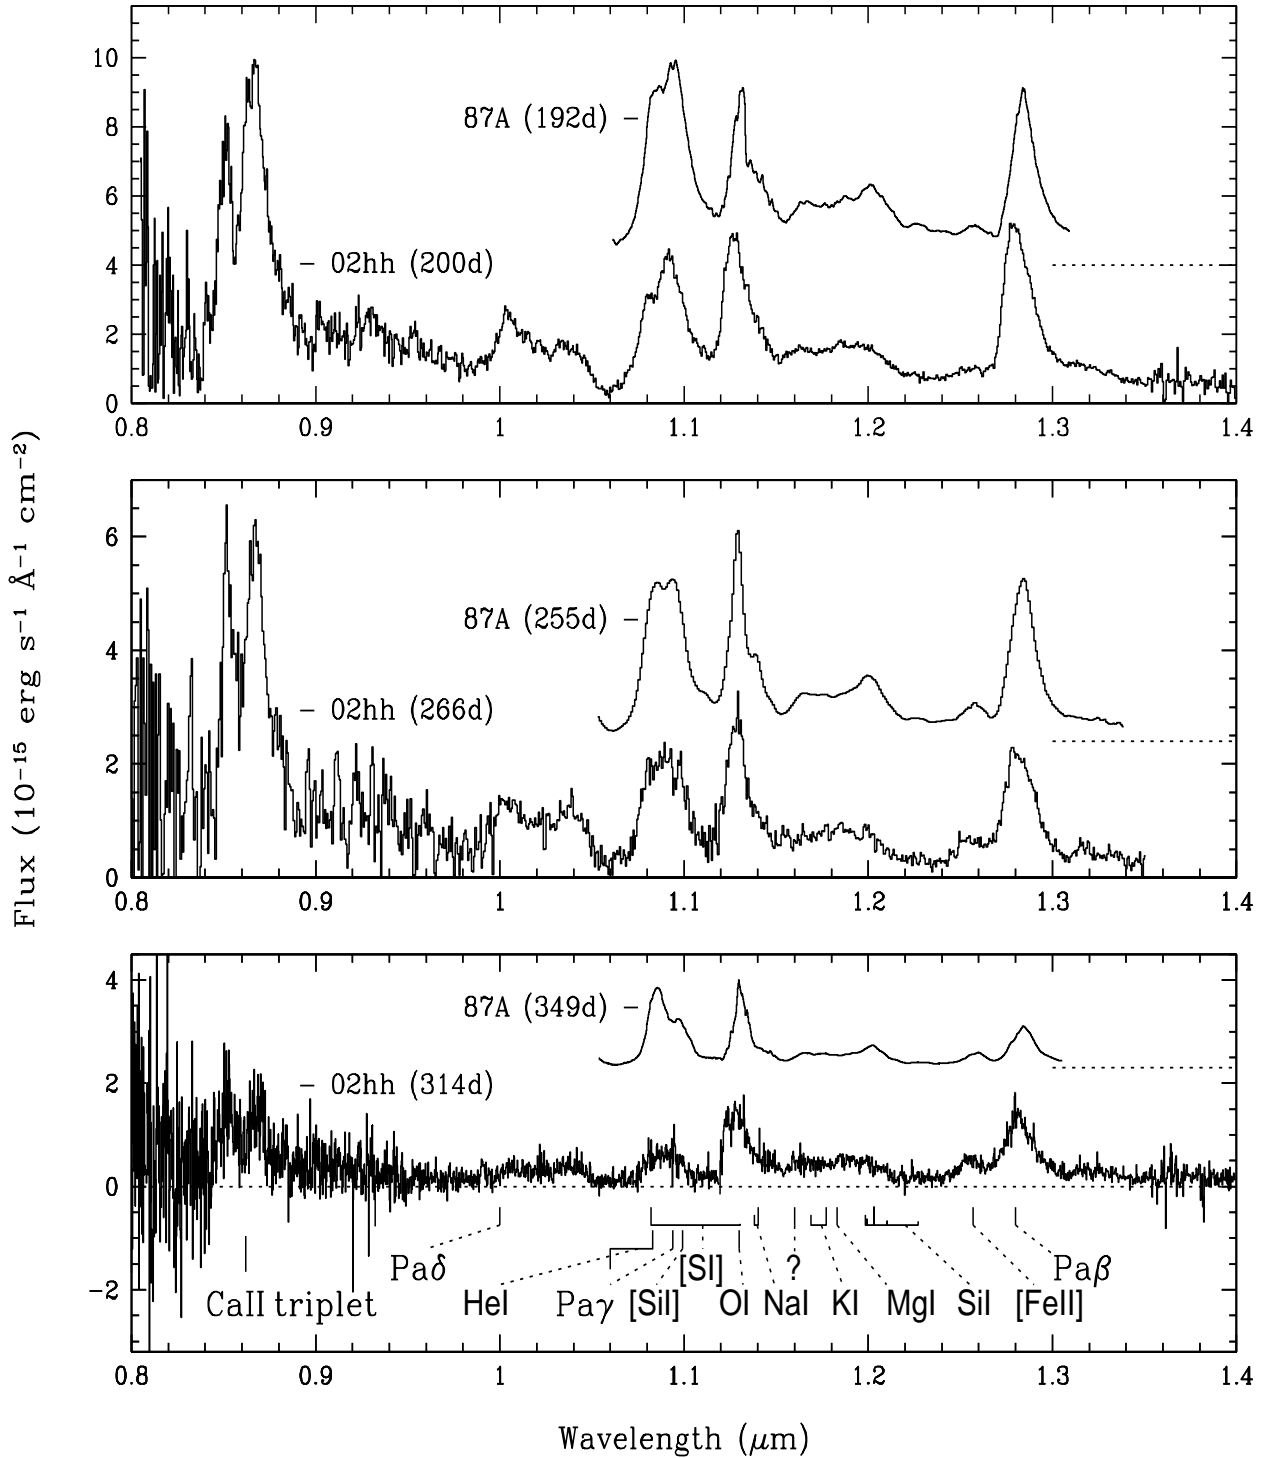 10
8
6
4
2
0
87A (192d)
02hh (200d)
0.8 0.9 1 1.1 1.2 1.3 1.4
6
4
2
0
87A (255d)
02hh (266d)
0.8 0.9 1 1.1 1.2 1.3 1.4
Flux (10⁻¹⁵ erg s⁻¹ Å⁻¹ cm⁻²)
4
2
0
−2
87A (349d)
02hh (314d)
Paδ [SI] ? Paβ
CaII triplet HeI Paγ [SiI] OI NaI KI MgI SiI [FeII]
0.8 0.9 1 1.1 1.2 1.3 1.4
Wavelength (μm)